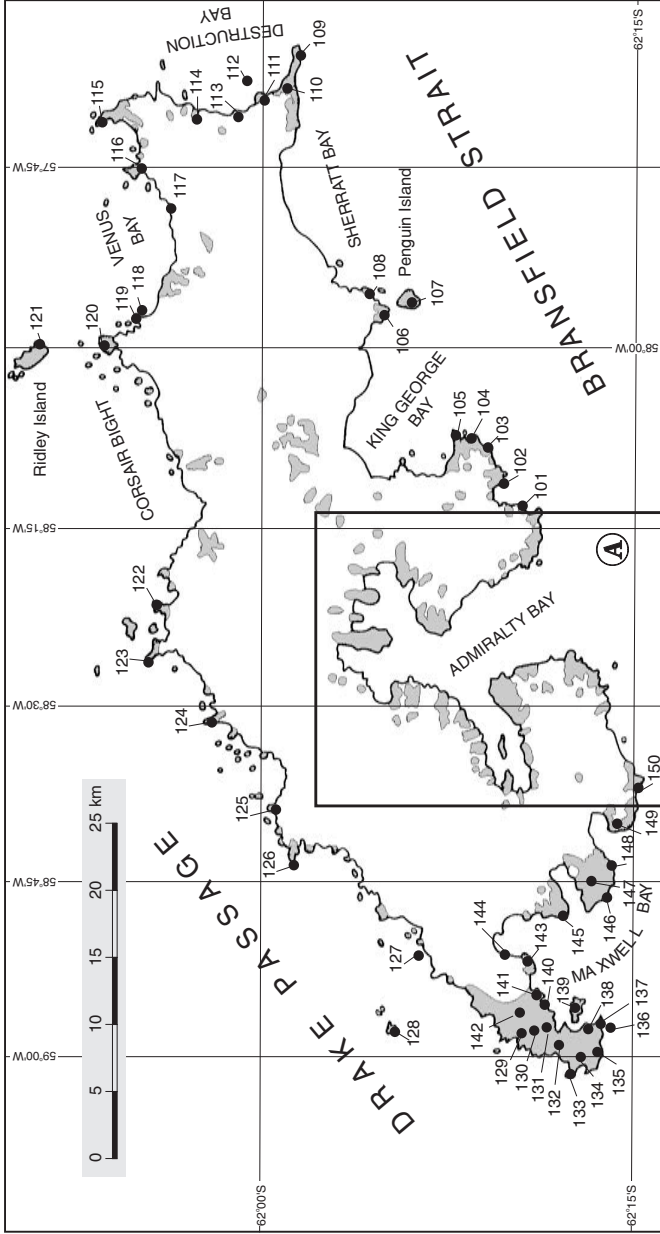 DRAKE PASSAGE
BRANSFIELD STRAIT
CORSAIR BIGHT
VENUS
BAY
DESTRUCTION
BAY
SHERRATT BAY
KING GEORGE
BAY
ADMIRALTY BAY
MAXWELL
BAY
Ridley Island
Penguin Island
A
0
5
10
15
20
25 km
59°00'W
58°45'W
58°30'W
58°15'W
58°00'W
57°45'W
62°00'S
62°00'S
62°15'S
62°15'S
101
102
103
104
105
106
107
108
109
110
111
112
113
114
115
116
117
118
119
120
121
122
123
124
125
126
127
128
129
130
131
132
133
134
135
136
137
138
139
140
141
142
143
144
145
146
147
148
149
150